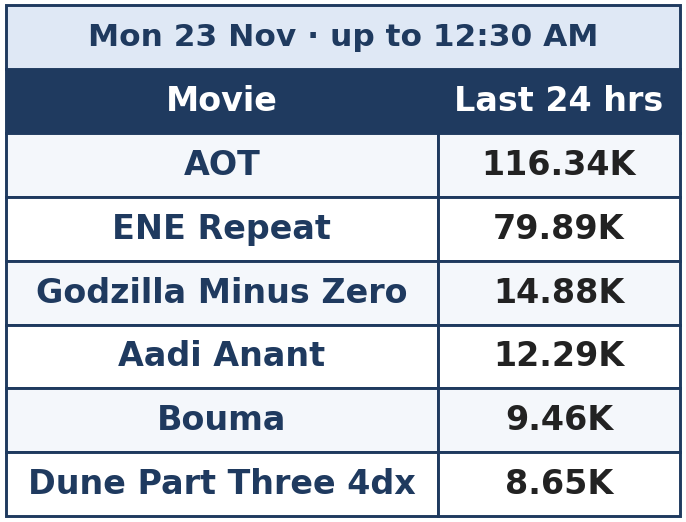 Mon 23 Nov · up to 12:30 AM
Movie Last 24 hrs
AOT 116.34K
ENE Repeat 79.89K
Godzilla Minus Zero 14.88K
Aadi Anant 12.29K
Bouma 9.46K
Dune Part Three 4dx 8.65K